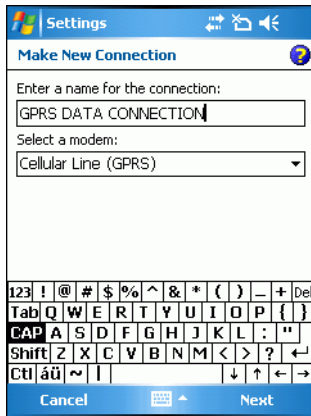 Settings
Make New Connection
Enter a name for the connection:
GPRS DATA CONNECTION
Select a modem:
Cellular Line (GPRS)
123 ! @ # $ % ^ & * ( ) _ + Del
Tab Q W E R T Y U I O P { }
CAP A S D F G H J K L : "
Shift Z X C V B N M < > ? ↵
Ctl áü ~ | ↓ ↑ ← →
Cancel Next